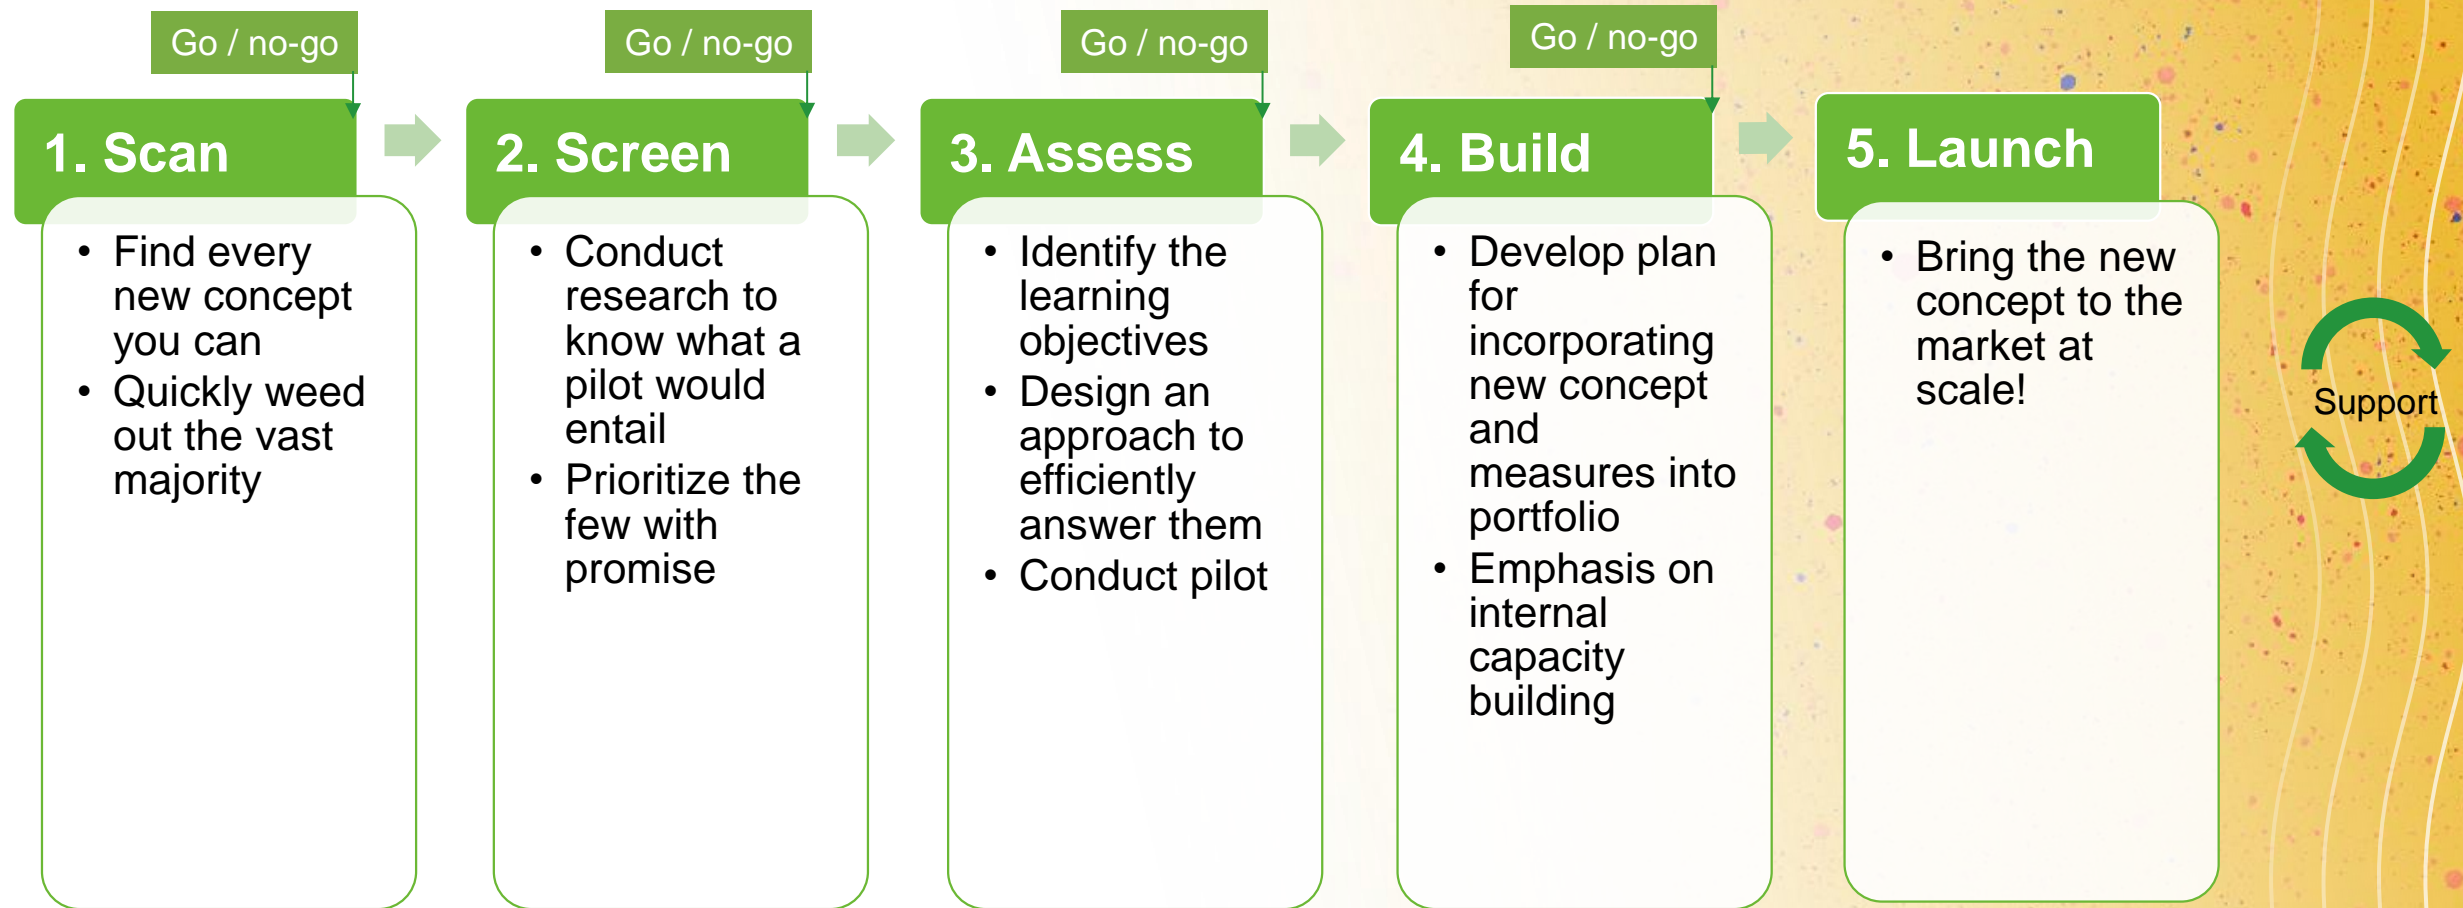 Go / no-go
Go / no-go
Go / no-go
Go / no-go
1. Scan
• Find every
new concept
you can
• Quickly weed
out the vast
majority
2. Screen
• Conduct
research to
know what a
pilot would
entail
• Prioritize the
few with
promise
3. Assess
• Identify the
learning
objectives
• Design an
approach to
efficiently
answer them
• Conduct pilot
4. Build
• Develop plan
for
incorporating
new concept
and
measures into
portfolio
• Emphasis on
internal
capacity
building
5. Launch
• Bring the new
concept to the
market at
scale!
Support